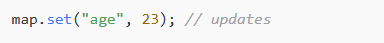 map.set("age", 23); // updates